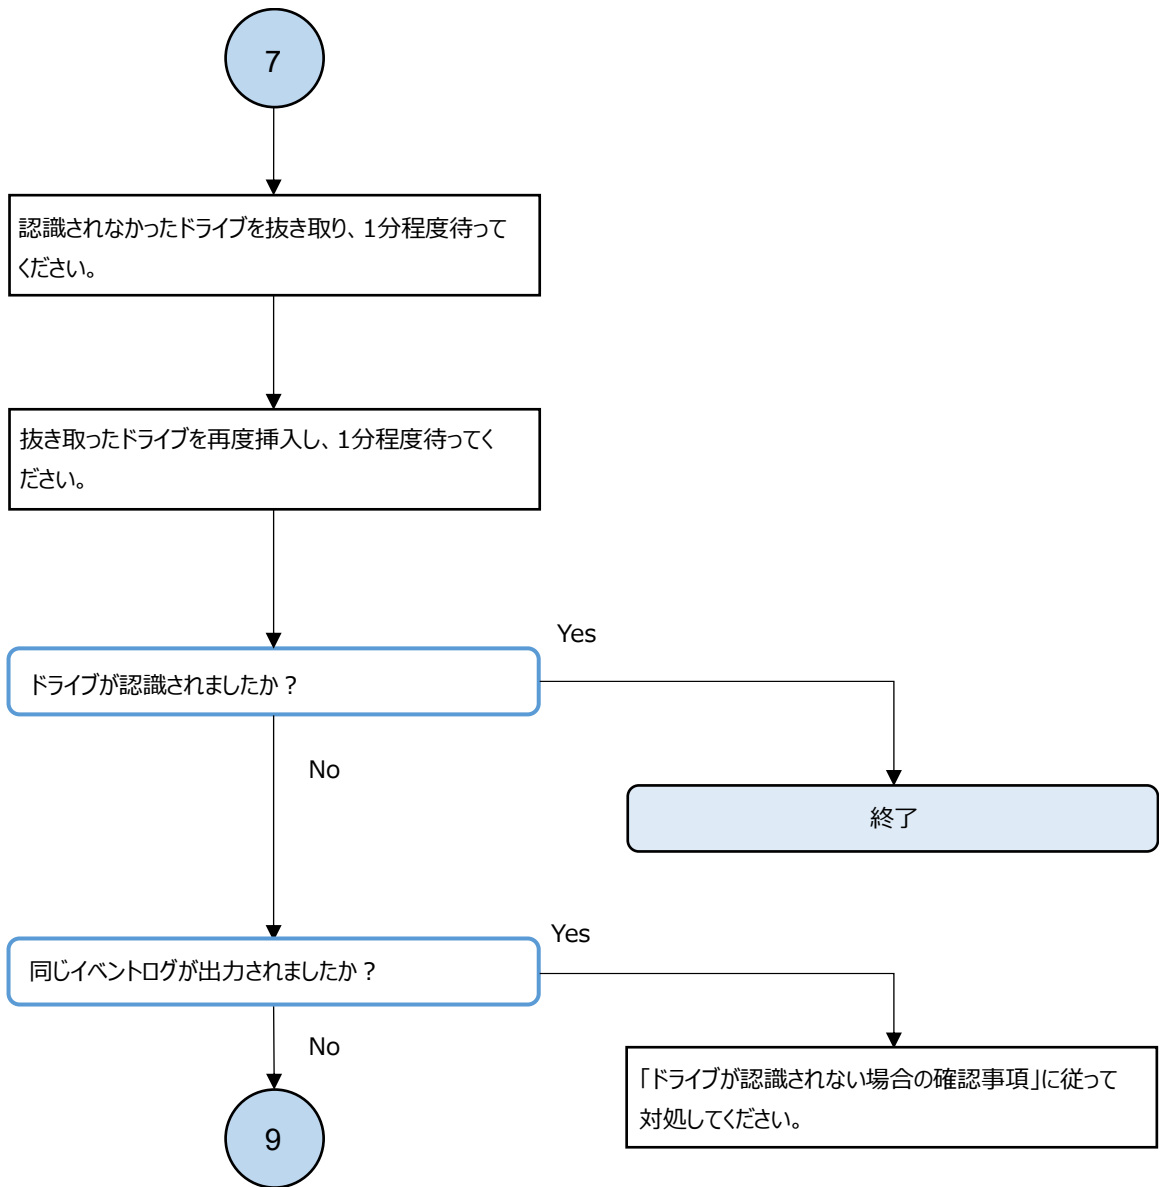 7
認識されなかったドライブを抜き取り、1分程度待って
ください。
抜き取ったドライブを再度挿入し、1分程度待ってく
ださい。
Yes
ドライブが認識されましたか？
No
終了
Yes
同じイベントログが出力されましたか？
No
「ドライブが認識されない場合の確認事項」に従って
対処してください。
9